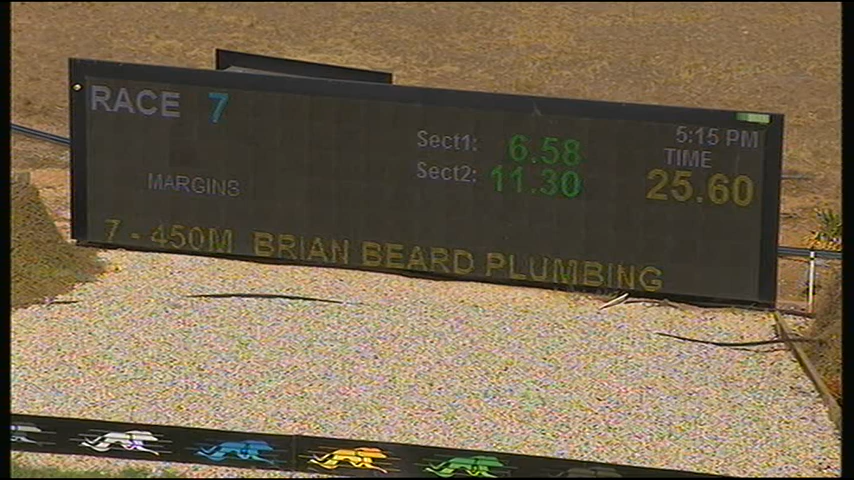 RACE 7
5:15 PM
Sect1: 6.58
TIME
Sect2: 11.30
25.60
MARGINS
7 - 450M BRIAN BEARD PLUMBING